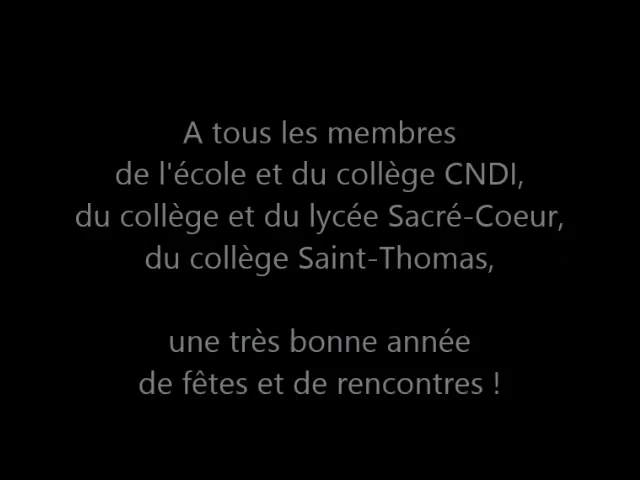 A tous les membres
de l'école et du collège CNDI,
du collège et du lycée Sacré-Coeur,
du collège Saint-Thomas,
une très bonne année
de fêtes et de rencontres !